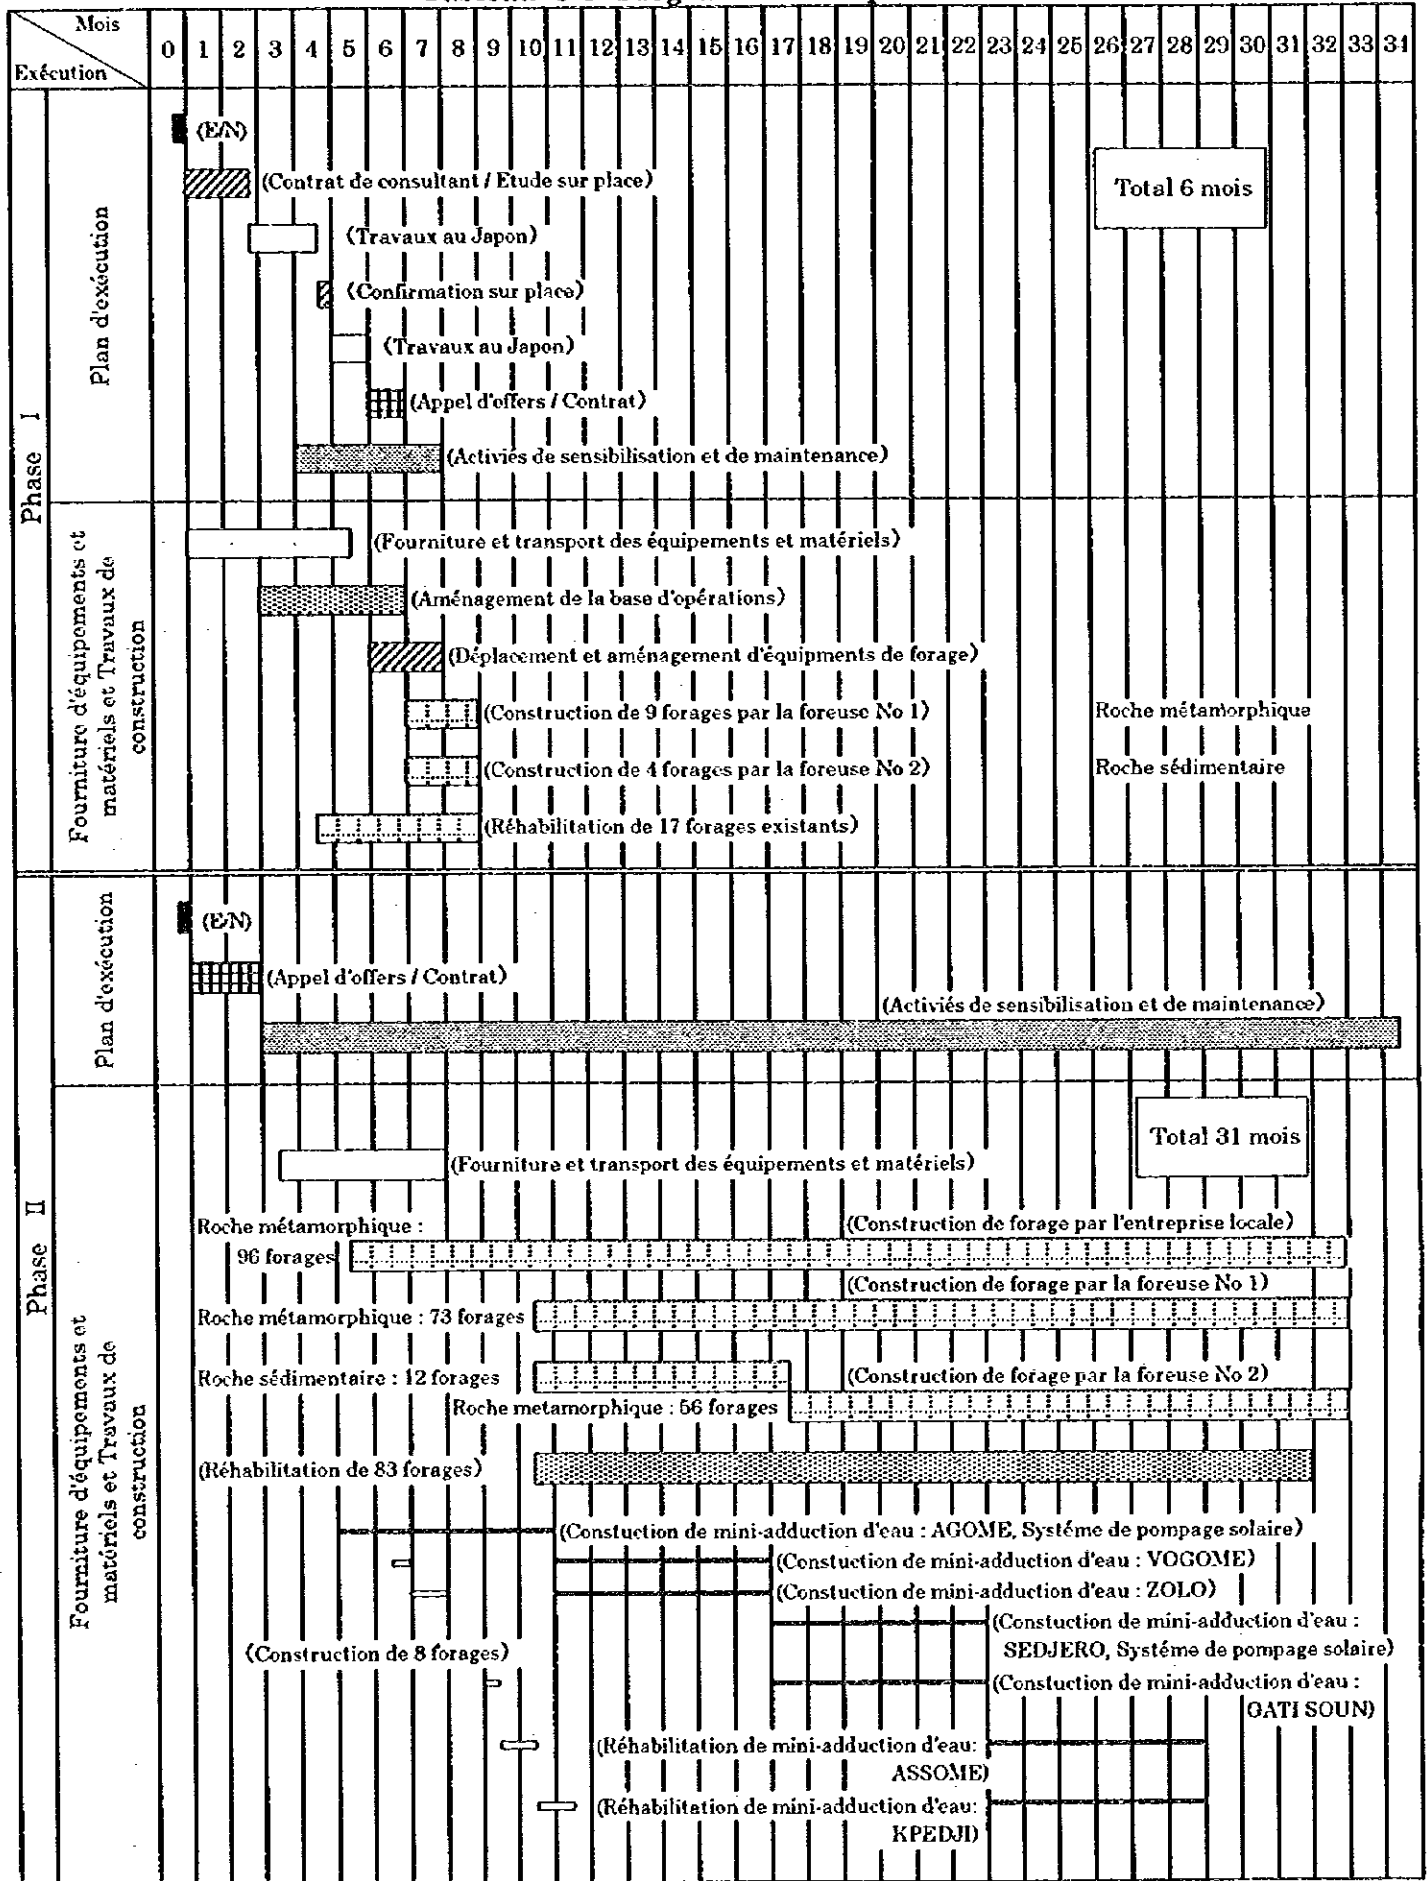 Mois
Exécution
0 1 2 3 4 5 6 7 8 9 10 11 12 13 14 15 16 17 18 19 20 21 22 23 24 25 26 27 28 29 30 31 32 33 34
Phase I
Plan d'exécution
(E/N)
(Contrat de consultant / Etude sur place)
Total 6 mois
(Travaux au Japon)
(Confirmation sur place)
(Travaux au Japon)
(Appel d'offers / Contrat)
(Activiés de sensibilisation et de maintenance)
Fourniture d'équipements et
matériels et Travaux de
construction
(Fourniture et transport des équipements et matériels)
(Aménagement de la base d'opérations)
(Déplacement et aménagement d'équipments de forage)
(Construction de 9 forages par la foreuse No 1)
Roche métamorphique
(Construction de 4 forages par la foreuse No 2)
Roche sédimentaire
(Réhabilitation de 17 forages existants)
Phase II
Plan d'exécution
(E/N)
(Appel d'offers / Contrat)
(Activiés de sensibilisation et de maintenance)
Fourniture d'équipements et
matériels et Travaux de
construction
Total 31 mois
(Fourniture et transport des équipements et matériels)
Roche métamorphique :
96 forages
(Construction de forage par l'entreprise locale)
(Construction de forage par la foreuse No 1)
Roche métamorphique : 73 forages
Roche sédimentaire : 12 forages
(Construction de forage par la foreuse No 2)
Roche metamorphique : 56 forages
(Réhabilitation de 83 forages)
(Constuction de mini-adduction d'eau : AGOME, Systéme de pompage solaire)
(Constuction de mini-adduction d'eau : VOGOME)
(Constuction de mini-adduction d'eau : ZOLO)
(Constuction de mini-adduction d'eau :
SEDJERO, Systéme de pompage solaire)
(Construction de 8 forages)
(Constuction de mini-adduction d'eau :
GATI SOUN)
(Réhabilitation de mini-adduction d'eau:
ASSOME)
(Réhabilitation de mini-adduction d'eau:
KPEDJI)